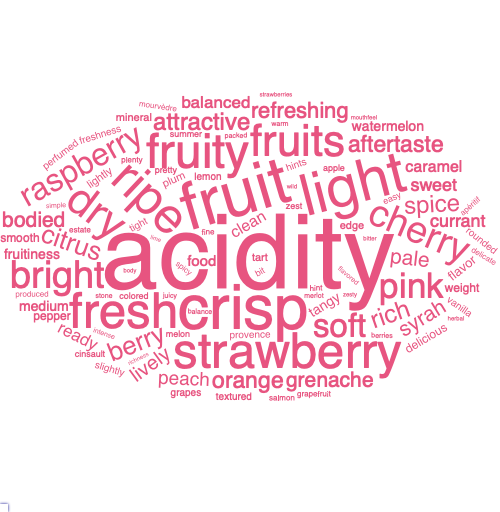 strawberries
mourvèdre
balanced
refreshing
mineral
attractive
mouthfeel
warm
watermelon
perfumed
freshness
summer
packed
fruity
fruits
aftertaste
raspberry
plenty
pretty
lemon
hints
apple
caramel
lightly
ripe
plum
fruit
light
sweet
wild
zest
easy
spice
apéritif
simple
dry
tight
clean
edge
cherry
currant
bodied
estate
fine
bitter
rounded
smooth
citrus
time
acidity
delicate
fruitiness
food
tart
pale
flavor
bright
body
spicy
bit
flavored
pink
weight
produced
stone
colored
juicy
hint
merlot
zesty
medium
fresh
crisp
tangy
rich
syrah
vanilla
pepper
balance
soft
herbal
ready
intense
berry
melon
provence
berries
delicious
cinsault
richness
lively
strawberry
slightly
peach
orange
grenache
grapes
textured
salmon
grapefruit